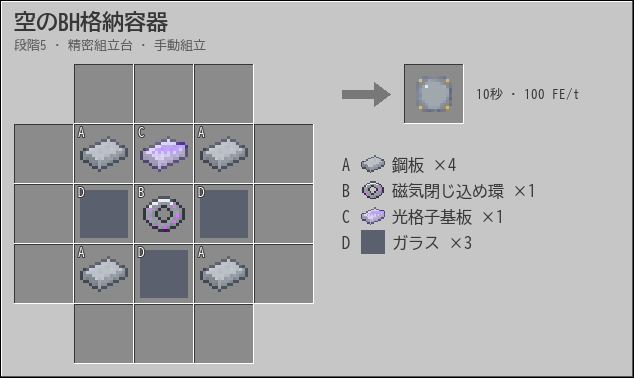 空のBH格納容器
段階5 · 精密組立台 · 手動組立
A C A
D B D
A D A
10秒 · 100 FE/t
A 鋼板 ×4
B 磁気閉じ込め環 ×1
C 光格子基板 ×1
D ガラス ×3